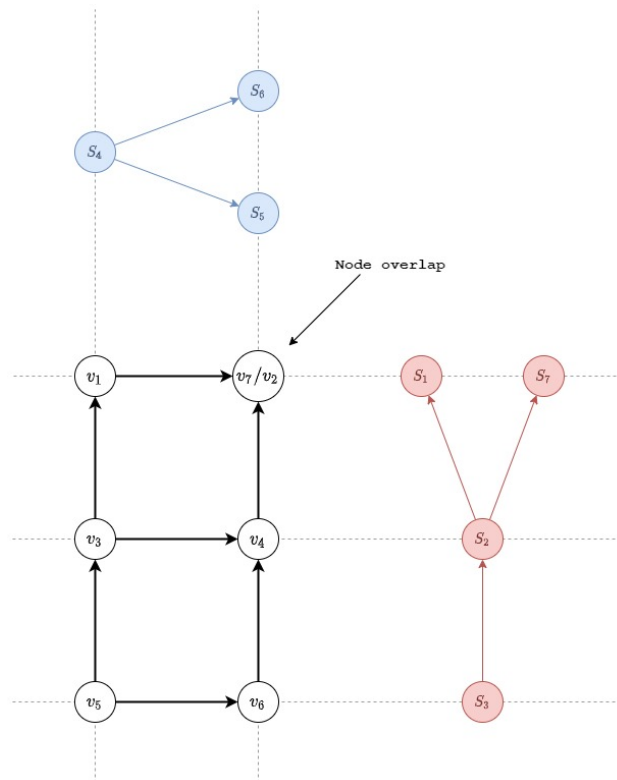 S₆
S₄
S₅
Node overlap
v₁
v₇/v₂
S₁
S₇
v₃
v₄
S₂
v₅
v₆
S₃